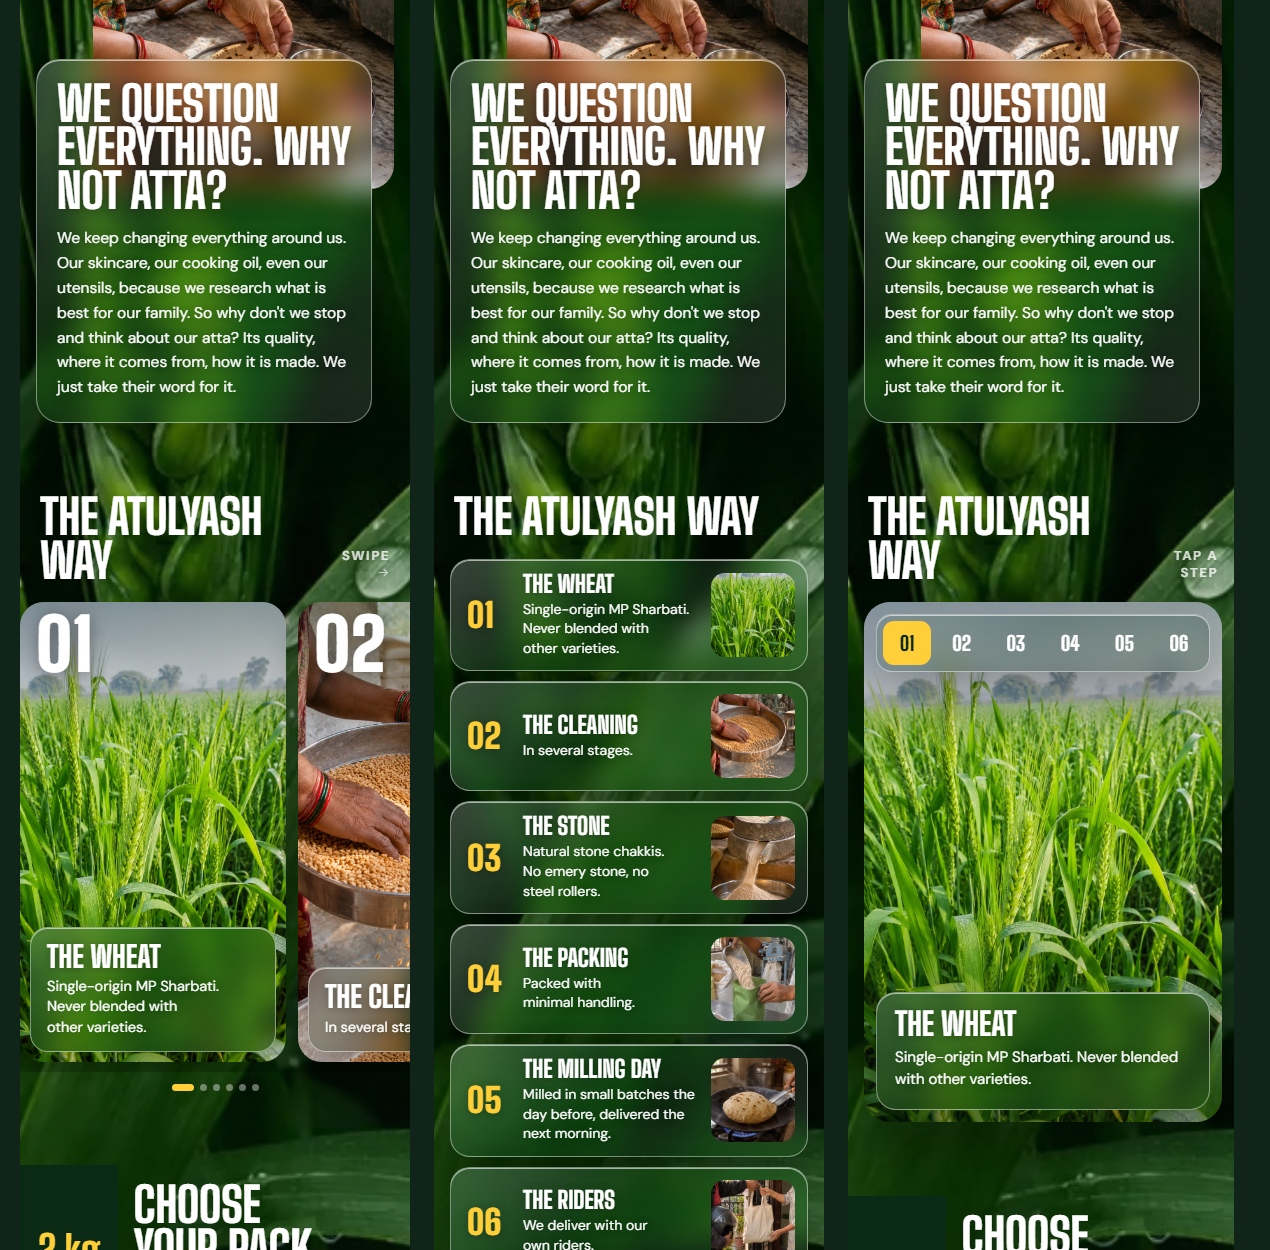 WE QUESTION
EVERYTHING. WHY
NOT ATTA?
We keep changing everything around us.
Our skincare, our cooking oil, even our
utensils, because we research what is
best for our family. So why don't we stop
and think about our atta? Its quality,
where it comes from, how it is made. We
just take their word for it.
THE ATULYASH
WAY
SWIPE
→
01
02
THE WHEAT
Single-origin MP Sharbati.
Never blended with
other varieties.
THE CLEA
In several sta
2 kg
CHOOSE
YOUR PACK
WE QUESTION
EVERYTHING. WHY
NOT ATTA?
We keep changing everything around us.
Our skincare, our cooking oil, even our
utensils, because we research what is
best for our family. So why don't we stop
and think about our atta? Its quality,
where it comes from, how it is made. We
just take their word for it.
THE ATULYASH WAY
01
THE WHEAT
Single-origin MP Sharbati.
Never blended with
other varieties.
02
THE CLEANING
In several stages.
03
THE STONE
Natural stone chakkis.
No emery stone, no
steel rollers.
04
THE PACKING
Packed with
minimal handling.
05
THE MILLING DAY
Milled in small batches the
day before, delivered the
next morning.
06
THE RIDERS
We deliver with our
own riders.
WE QUESTION
EVERYTHING. WHY
NOT ATTA?
We keep changing everything around us.
Our skincare, our cooking oil, even our
utensils, because we research what is
best for our family. So why don't we stop
and think about our atta? Its quality,
where it comes from, how it is made. We
just take their word for it.
THE ATULYASH
WAY
TAP A
STEP
01 02 03 04 05 06
THE WHEAT
Single-origin MP Sharbati. Never blended
with other varieties.
CHOOSE